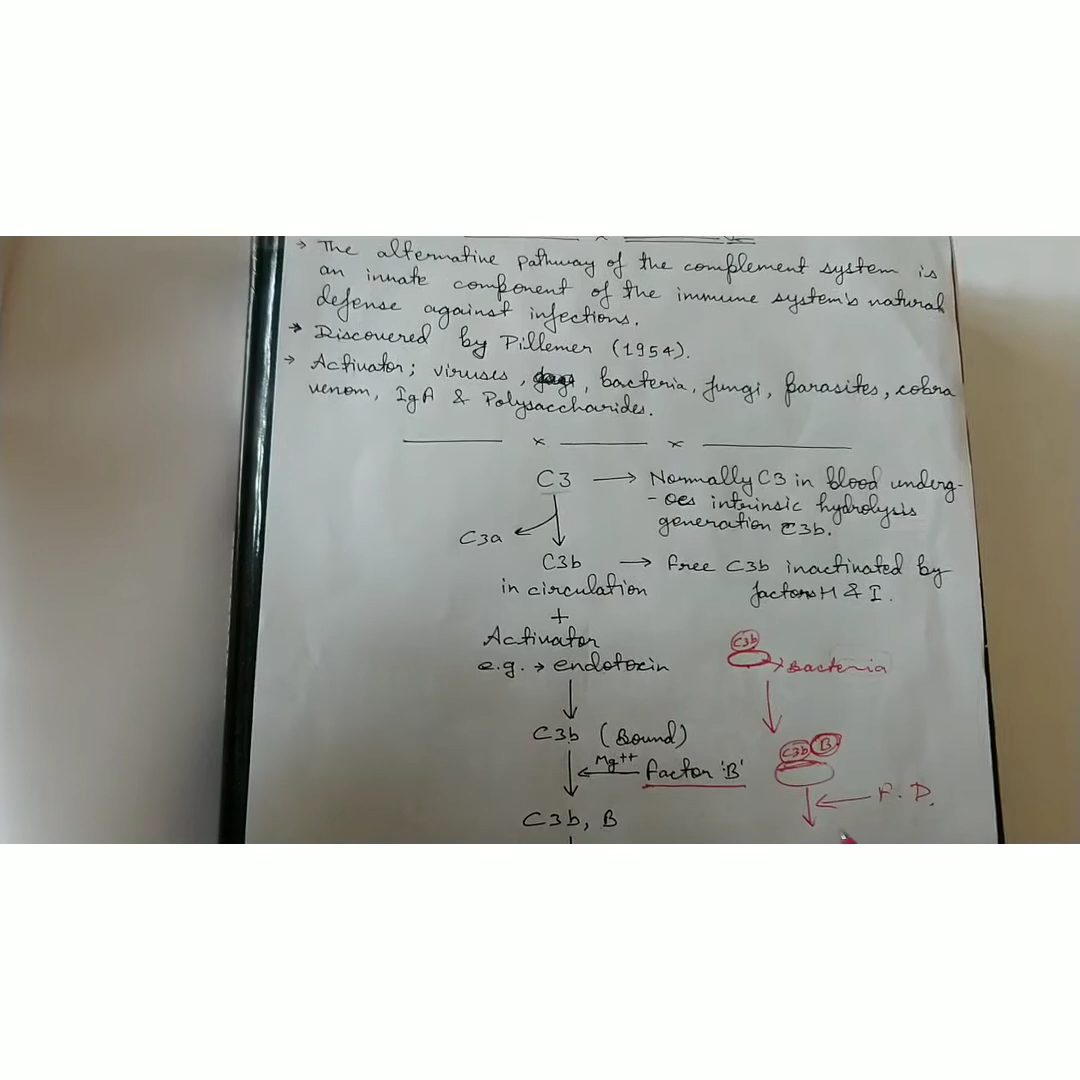 → The alternative pathway of the complement system is
an innate component of the immune system's natural
defense against infections.
→ Discovered by Pillemer (1954).
→ Activator; viruses, , bacteria, fungi, parasites, cobra
venom, IgA & Polysaccharides.
C3 → Normally C3 in blood underg-
-oes intrinsic hydrolysis
generation C3b.
C3a
C3b → free C3b inactivated by
in circulation factors H & I.
+
Activator
e.g. → endotoxin
C3b
Bacteria
C3b (Bound)
Mg++ factor 'B'
C3b B
F.D.
C3b, B